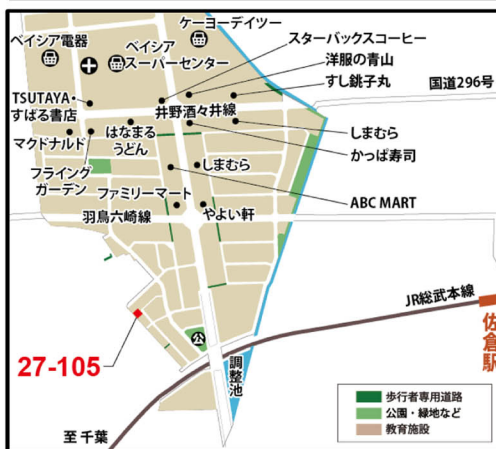 ケーヨーデイツー
ベイシア電器
ベイシア
スーパーセンター
スターバックスコーヒー
洋服の青山
すし銚子丸
国道296号
TSUTAYA・
すばる書店
井野酒々井線
はなまる
うどん
マクドナルド
しまむら
かっぱ寿司
フライング
ガーデン
しまむら
ファミリーマート
ABC MART
羽鳥六崎線
やよい軒
JR総武本線
佐倉駅
27-105
公
調整池
至 千葉
歩行者専用道路
公園・緑地など
教育施設